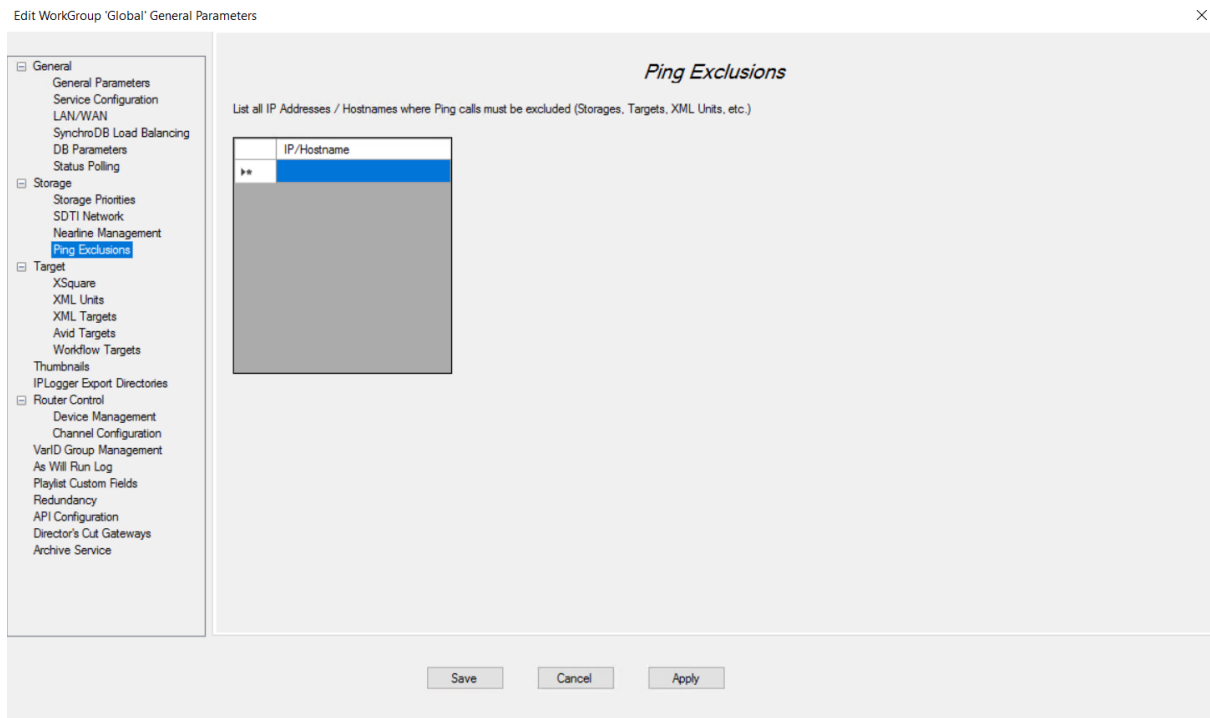 Edit WorkGroup 'Global' General Parameters
General
General Parameters
Service Configuration
LAN/WAN
SynchroDB Load Balancing
DB Parameters
Status Polling
Storage
Storage Priorities
SDTI Network
Nearline Management
Ping Exclusions
Target
XSquare
XML Units
XML Targets
Avid Targets
Workflow Targets
Thumbnails
IPLogger Export Directories
Router Control
Device Management
Channel Configuration
VarID Group Management
As Will Run Log
Playlist Custom Fields
Redundancy
API Configuration
Director's Cut Gateways
Archive Service
Ping Exclusions
List all IP Addresses / Hostnames where Ping calls must be excluded (Storages, Targets, XML Units, etc.)
IP/Hostname
Save Cancel Apply